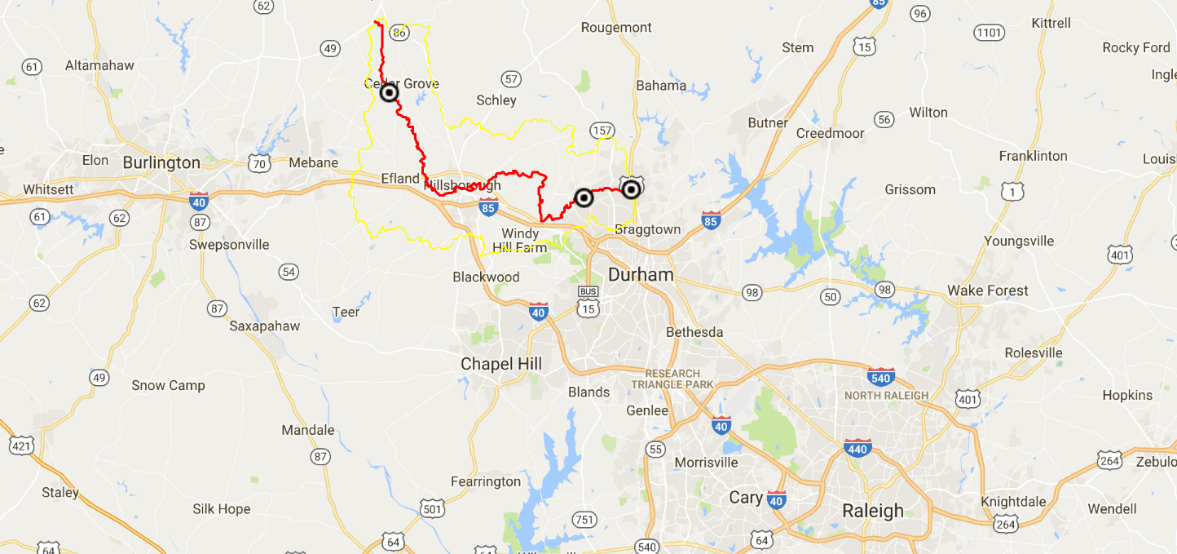 62
96
86
Rougemont
85
Kittrell
1101
49
Stem
15
Rocky Ford
61
Altamahaw
57
Bahama
Cedar Grove
Schley
Wilton
Butner
56
Creedmoor
157
Elon
Burlington
70
Mebane
Franklinton
Whitsett
Efland
Hillsborough
Grissom
1
40
85
61
62
87
Windy
Hill Farm
Braggtown
85
Swepsonville
Youngsville
401
54
Blackwood
Durham
BUS
98
50
98
Wake Forest
62
87
Teer
40
15
Saxapahaw
Bethesda
Rolesville
Chapel Hill
RESEARCH
TRIANGLE PARK
540
49
Snow Camp
Blands
NORTH RALEIGH
401
Hopkins
Genlee
421
Mandale
87
40
55
440
Morrisville
264
Fearrington
Staley
Silk Hope
501
Cary
40
Raleigh
Knightdale
Wendell
751
264
64
64
64
540
64